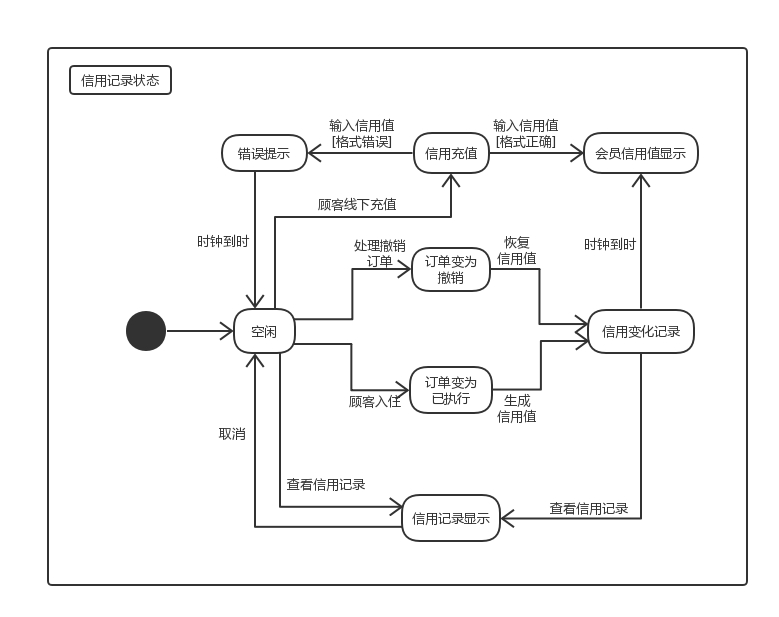 信用记录状态
输入信用值
[格式错误]
输入信用值
[格式正确]
错误提示
信用充值
会员信用值显示
顾客线下充值
时钟到时
处理撤销
订单
订单变为
撤销
恢复
信用值
时钟到时
空闲
信用变化记录
订单变为
已执行
顾客入住
生成
信用值
取消
查看信用记录
信用记录显示
查看信用记录